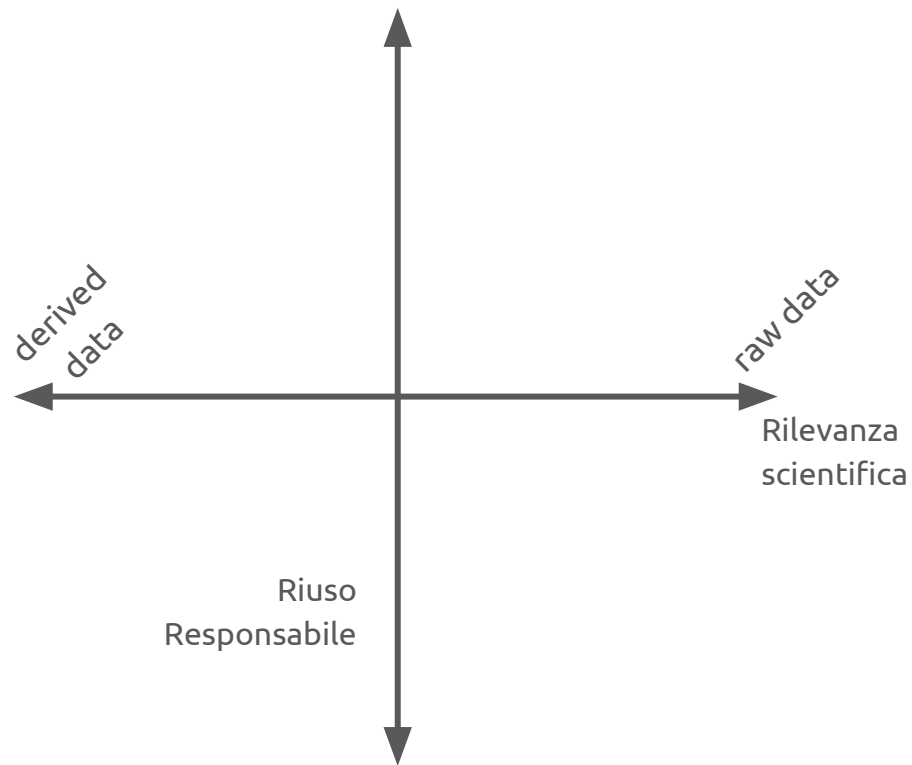 derived
data
raw data
Rilevanza
scientifica
Riuso
Responsabile